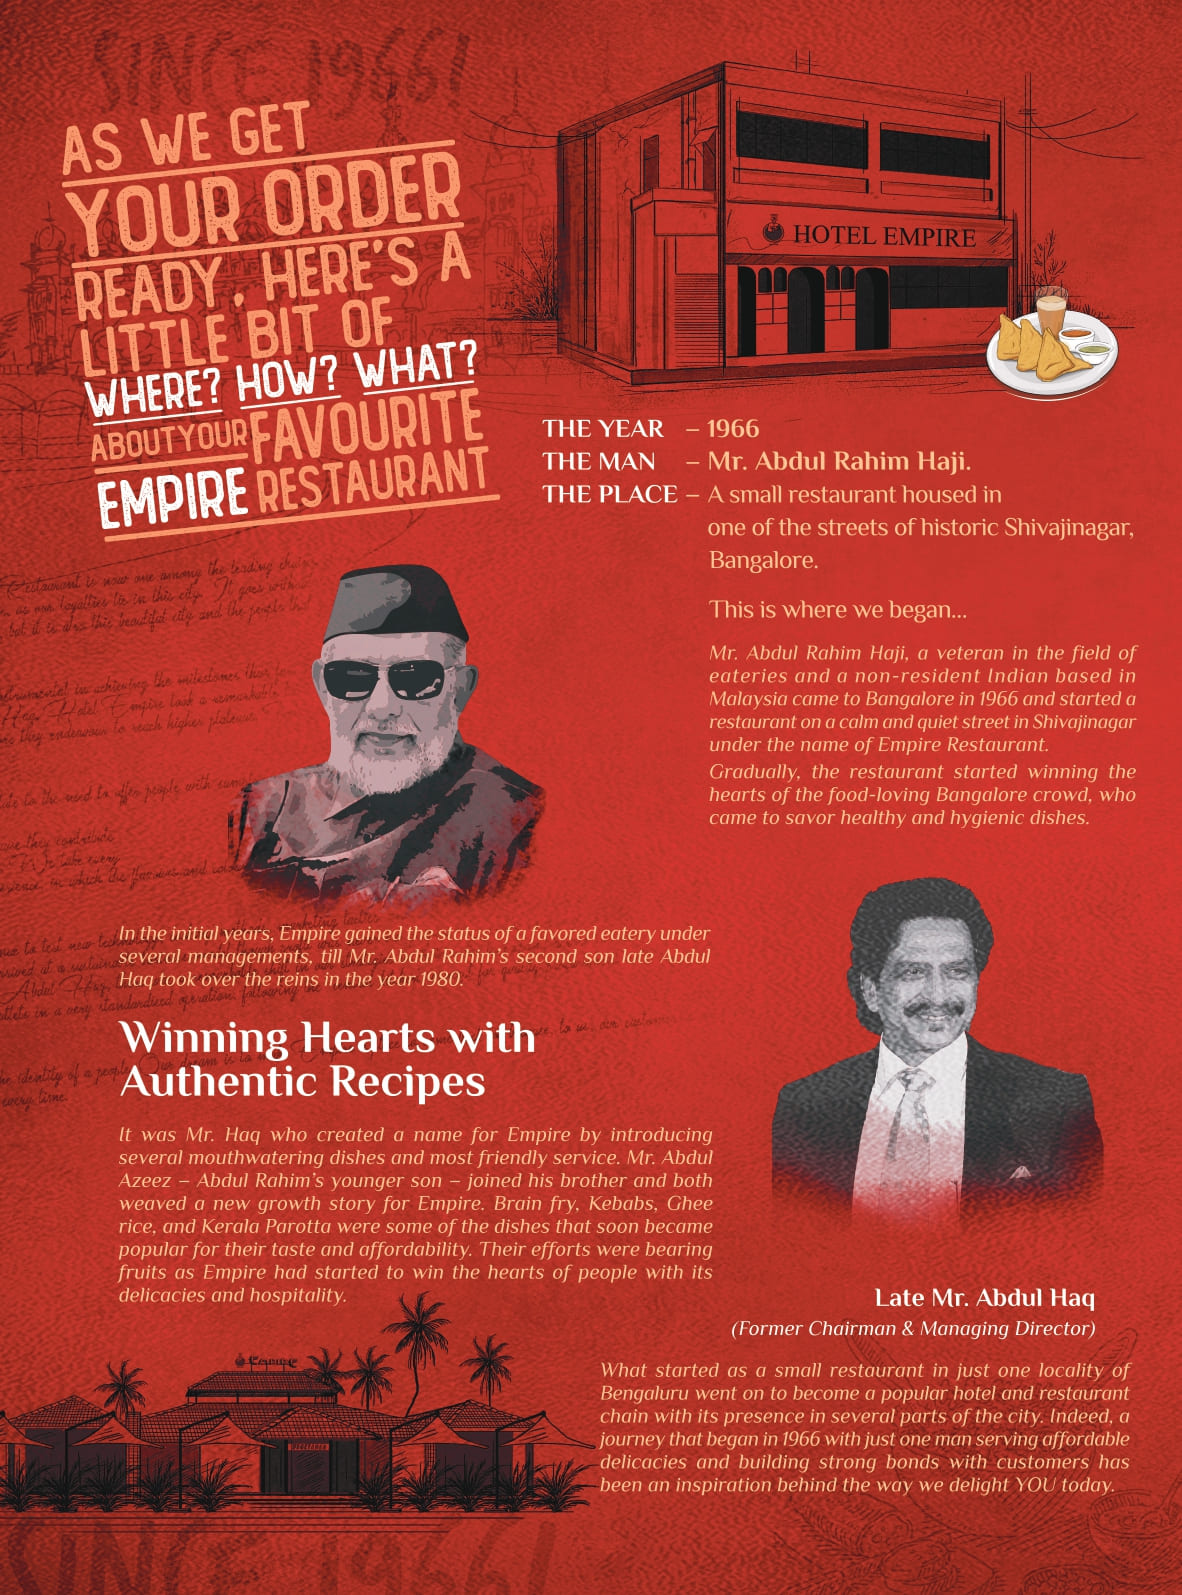 SINCE 1966!
AS WE GET
YOUR ORDER
READY, HERE'S A
LITTLE BIT OF
WHERE? HOW? WHAT?
ABOUT YOUR FAVOURITE
EMPIRE RESTAURANT
HOTEL EMPIRE
THE YEAR – 1966
THE MAN – Mr. Abdul Rahim Haji.
THE PLACE – A small restaurant housed in
one of the streets of historic Shivajinagar,
Bangalore.
This is where we began...
Mr. Abdul Rahim Haji, a veteran in the field of
eateries and a non-resident Indian based in
Malaysia came to Bangalore in 1966 and started a
restaurant on a calm and quiet street in Shivajinagar
under the name of Empire Restaurant.
Gradually, the restaurant started winning the
hearts of the food-loving Bangalore crowd, who
came to savor healthy and hygienic dishes.
In the initial years, Empire gained the status of a favored eatery under
several managements, till Mr. Abdul Rahim's second son late Abdul
Haq took over the reins in the year 1980.
Winning Hearts with
Authentic Recipes
It was Mr. Haq who created a name for Empire by introducing
several mouthwatering dishes and most friendly service. Mr. Abdul
Azeez – Abdul Rahim's younger son – joined his brother and both
weaved a new growth story for Empire. Brain fry, Kebabs, Ghee
rice, and Kerala Parotta were some of the dishes that soon became
popular for their taste and affordability. Their efforts were bearing
fruits as Empire had started to win the hearts of people with its
delicacies and hospitality.
Late Mr. Abdul Haq
(Former Chairman & Managing Director)
What started as a small restaurant in just one locality of
Bengaluru went on to become a popular hotel and restaurant
chain with its presence in several parts of the city. Indeed, a
journey that began in 1966 with just one man serving affordable
delicacies and building strong bonds with customers has
been an inspiration behind the way we delight YOU today.
EMPIRE
SINCE 1966!